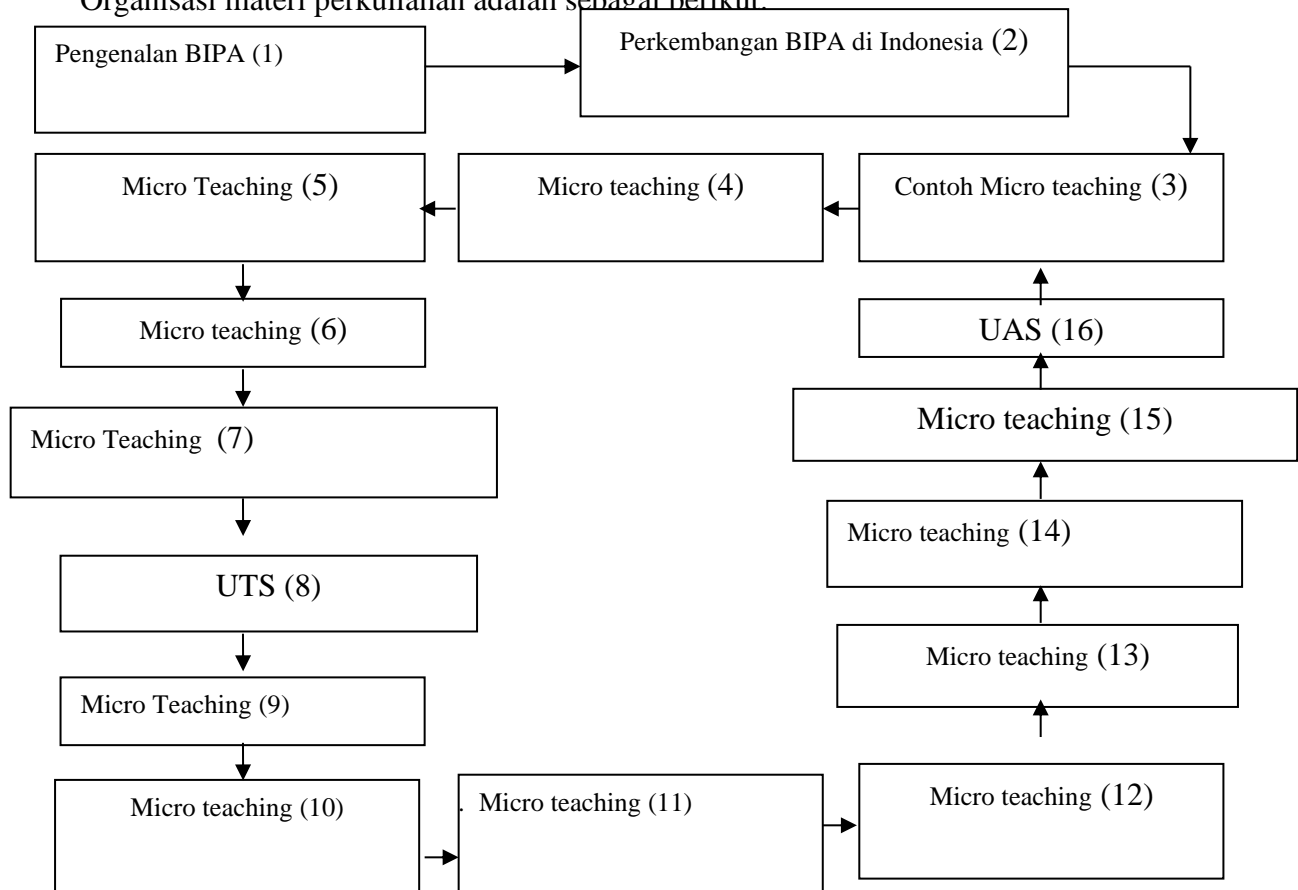 Organisasi materi perkuliahan adalah sebagai berikut:
Pengenalan BIPA (1)
Perkembangan BIPA di Indonesia (2)
Micro Teaching (5)
Micro teaching (4)
Contoh Micro teaching (3)
Micro teaching (6)
UAS (16)
Micro Teaching (7)
Micro teaching (15)
Micro teaching (14)
UTS (8)
Micro teaching (13)
Micro Teaching (9)
Micro teaching (10)
. Micro teaching (11)
Micro teaching (12)